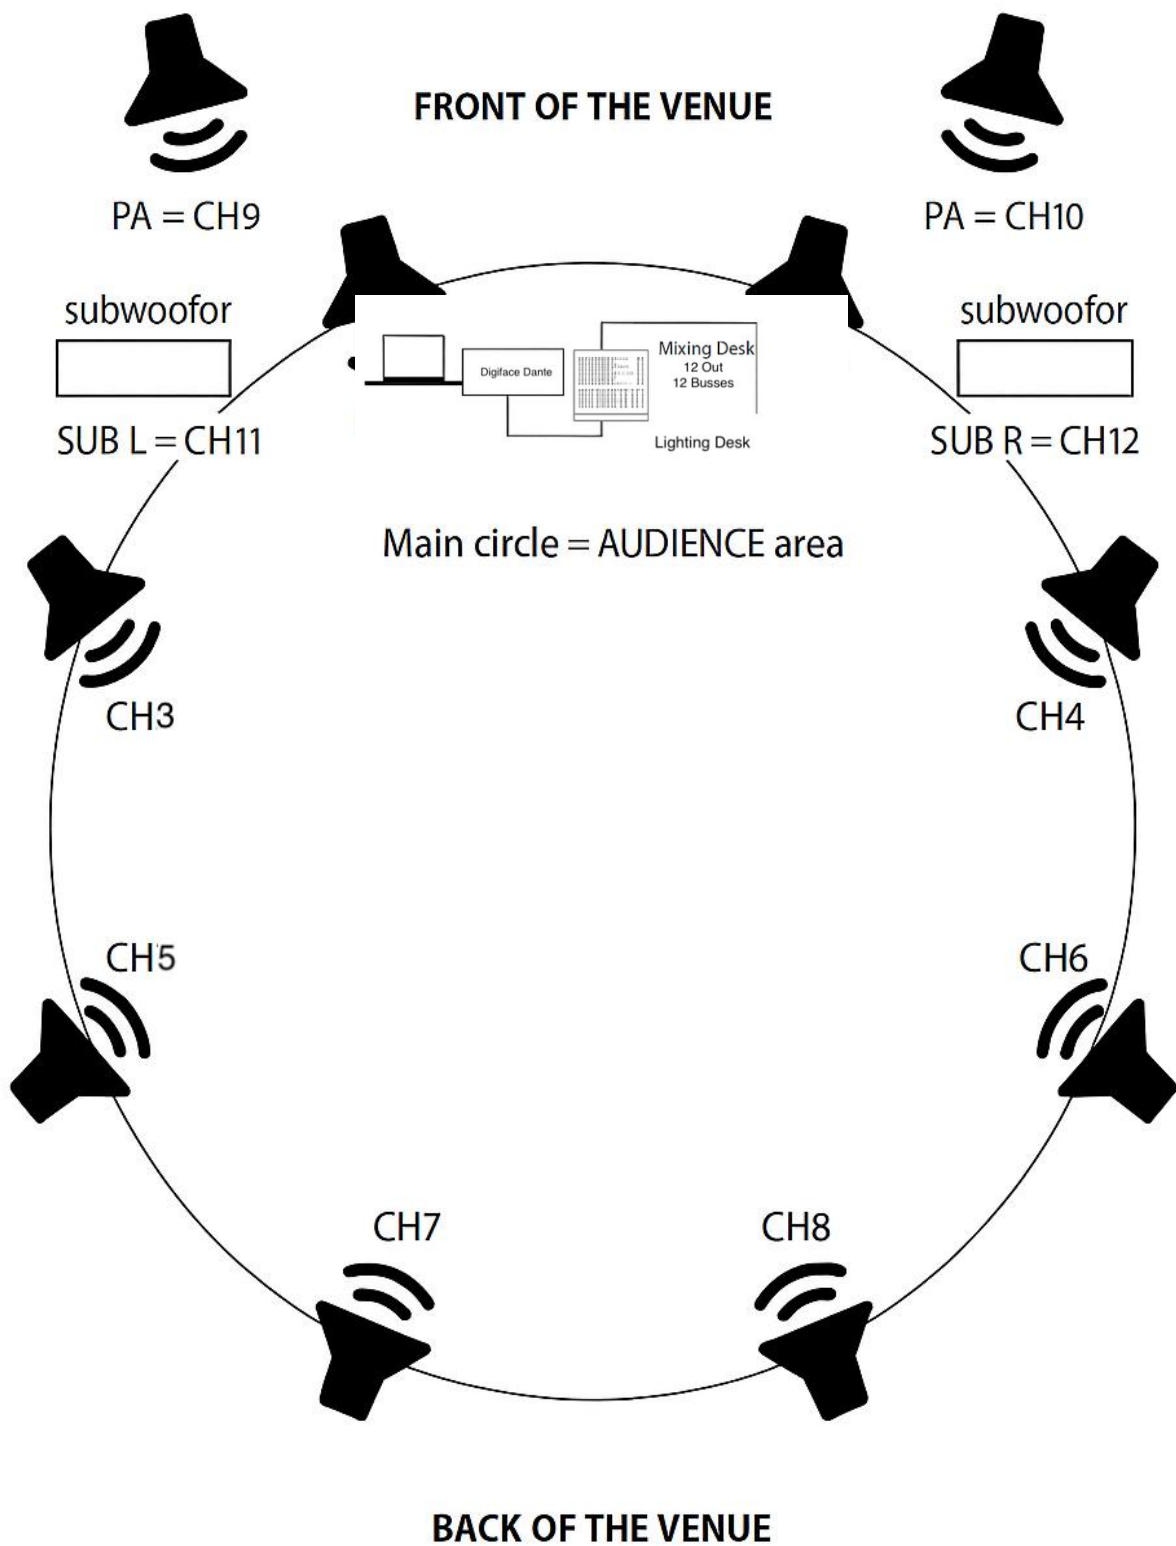 FRONT OF THE VENUE
PA = CH9
PA = CH10
subwoofor
subwoofor
Digiface Dante
Mixing Desk
12 Out
12 Busses
Lighting Desk
SUB L = CH11
SUB R = CH12
Main circle = AUDIENCE area
CH3
CH4
CH5
CH6
CH7
CH8
BACK OF THE VENUE